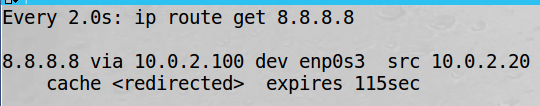 Every 2.0s: ip route get 8.8.8.8
8.8.8.8 via 10.0.2.100 dev enp0s3  src 10.0.2.20
    cache <redirected>  expires 115sec